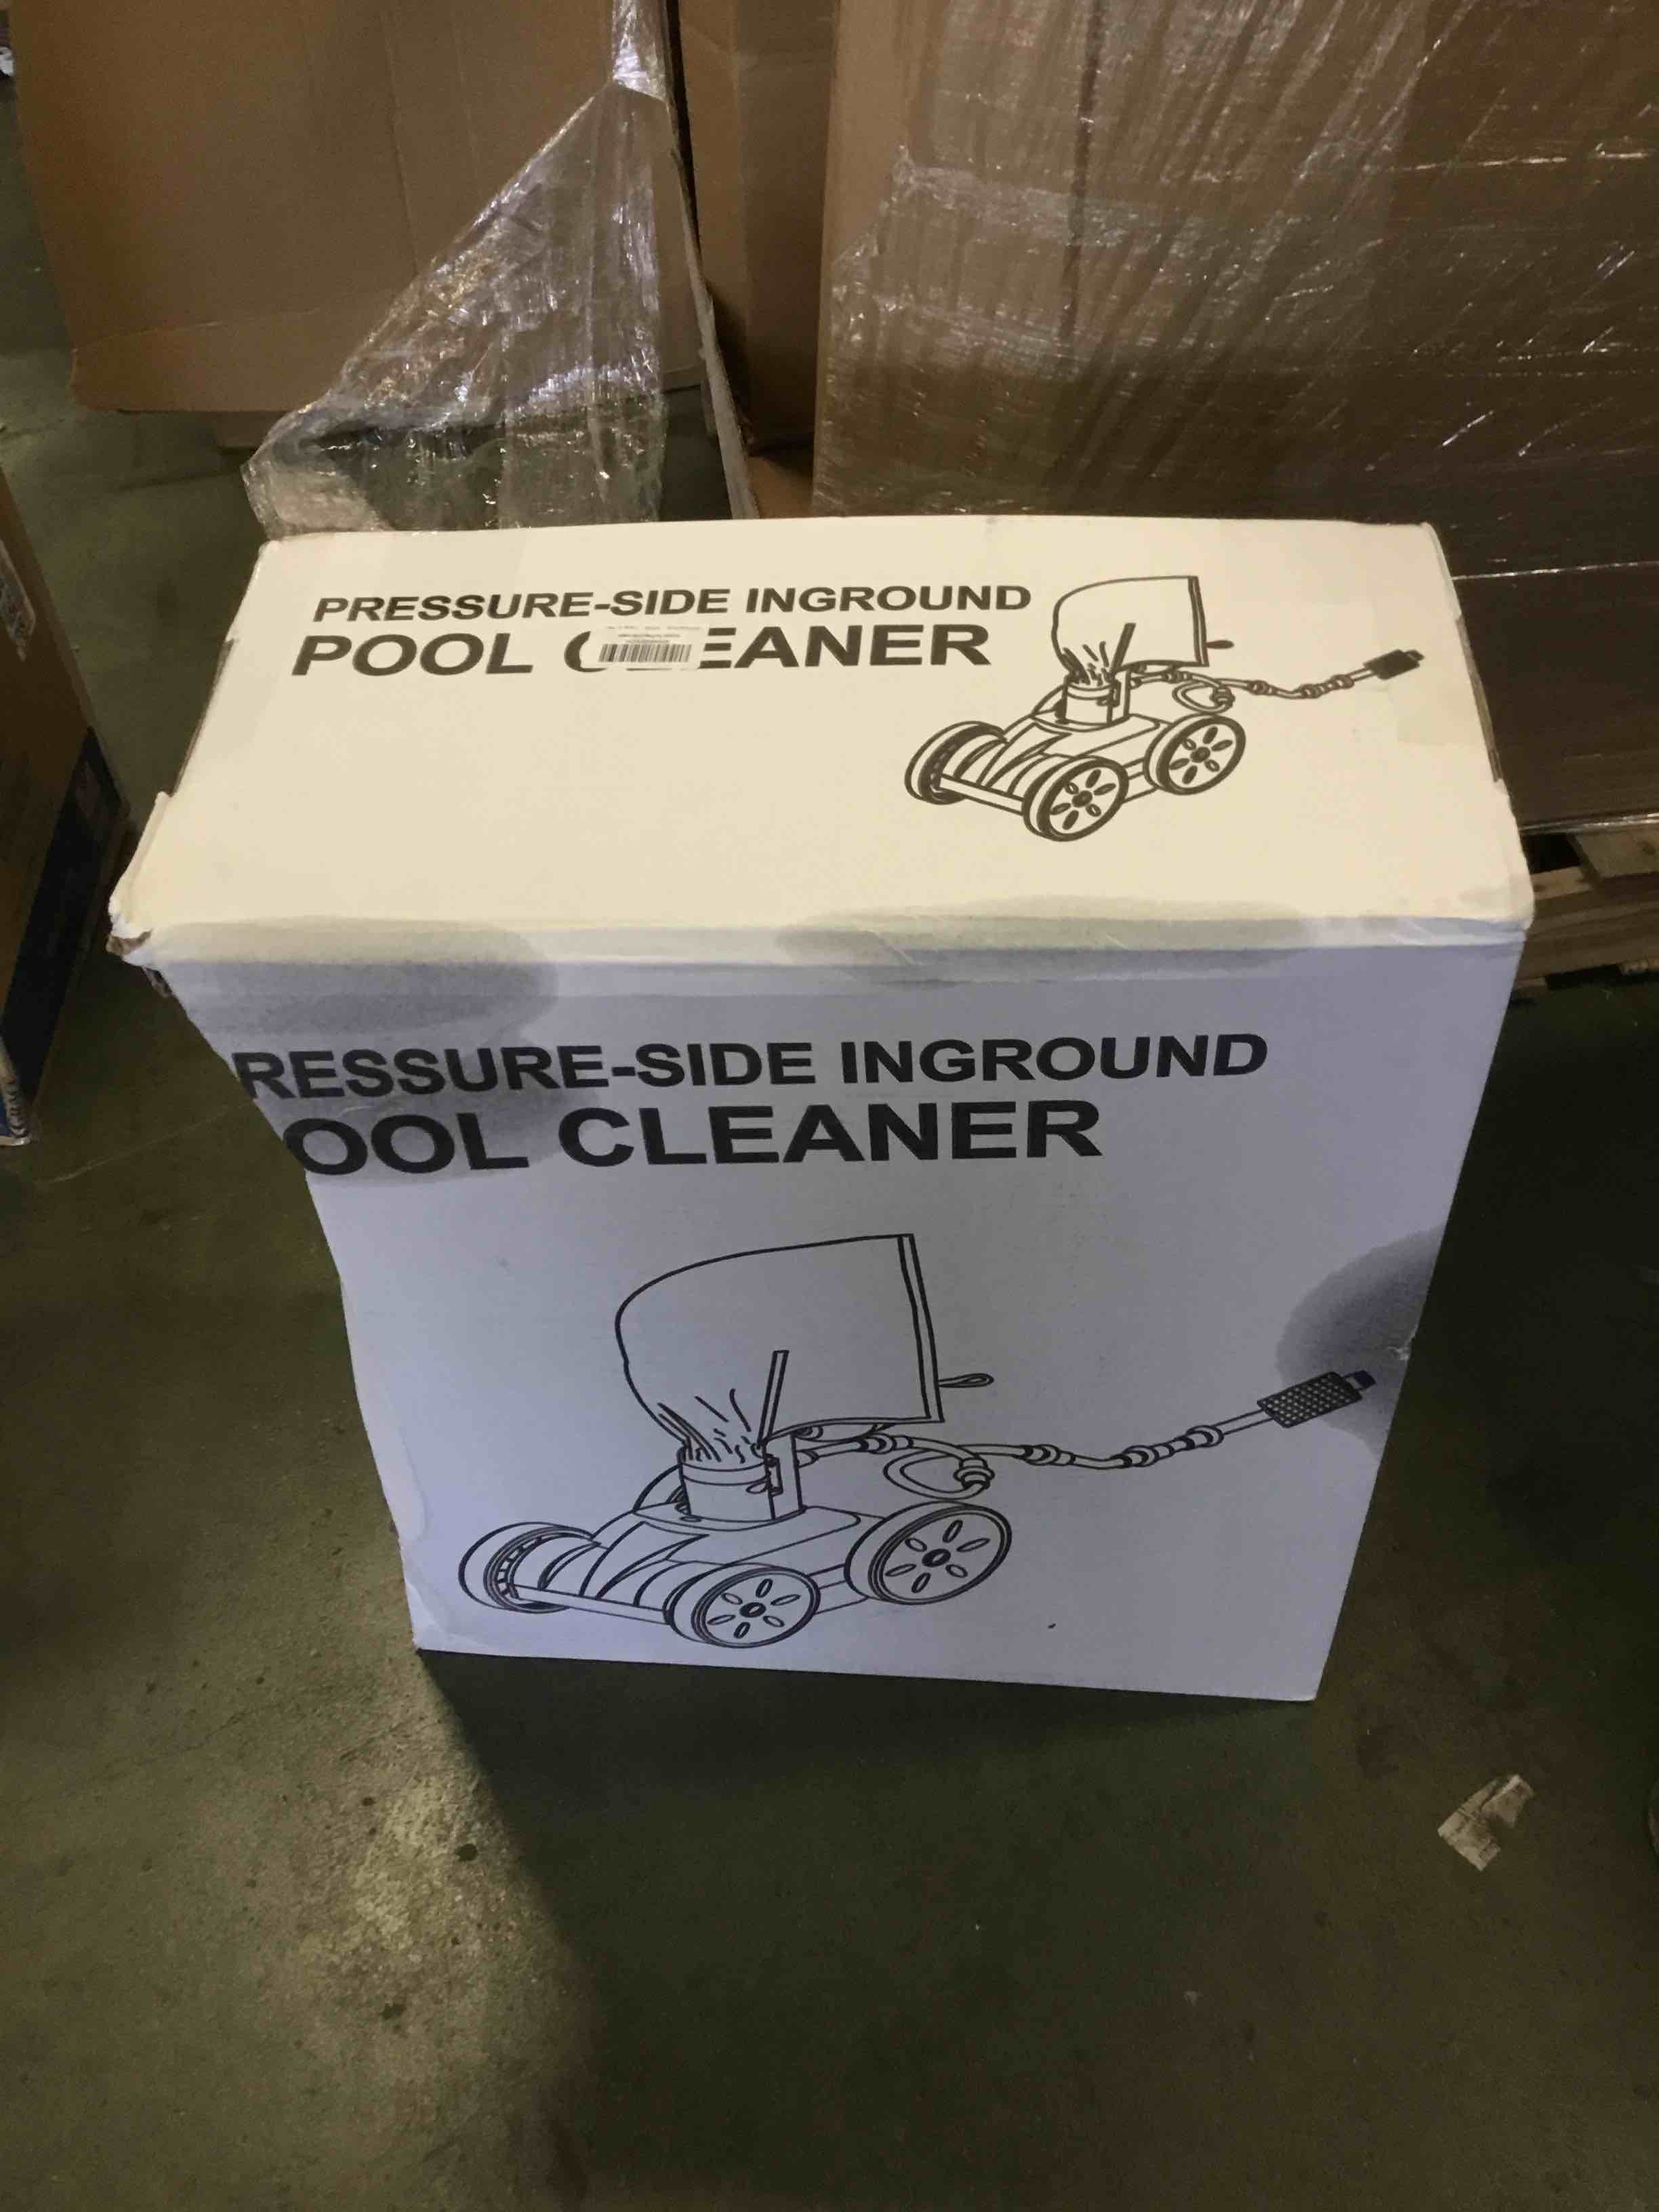 PRESSURE-SIDE INGROUND
POOL C EANER
RESSURE-SIDE INGROUND
OOL CLEANER